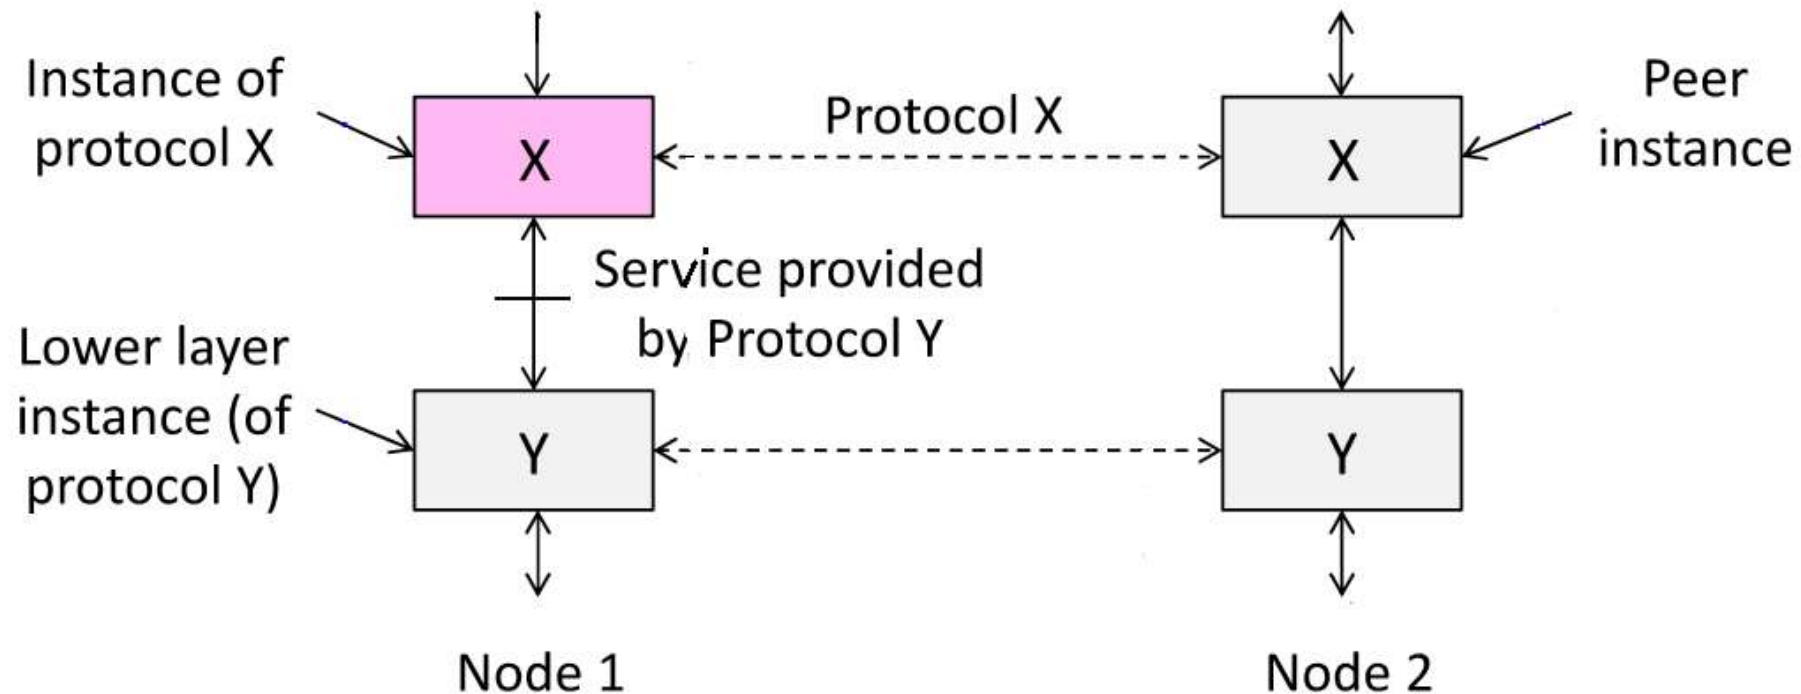 Instance of
protocol X
X
Protocol X
X
Peer
instance
Service provided
by Protocol Y
Lower layer
instance (of
protocol Y)
Y
Y
Node 1
Node 2